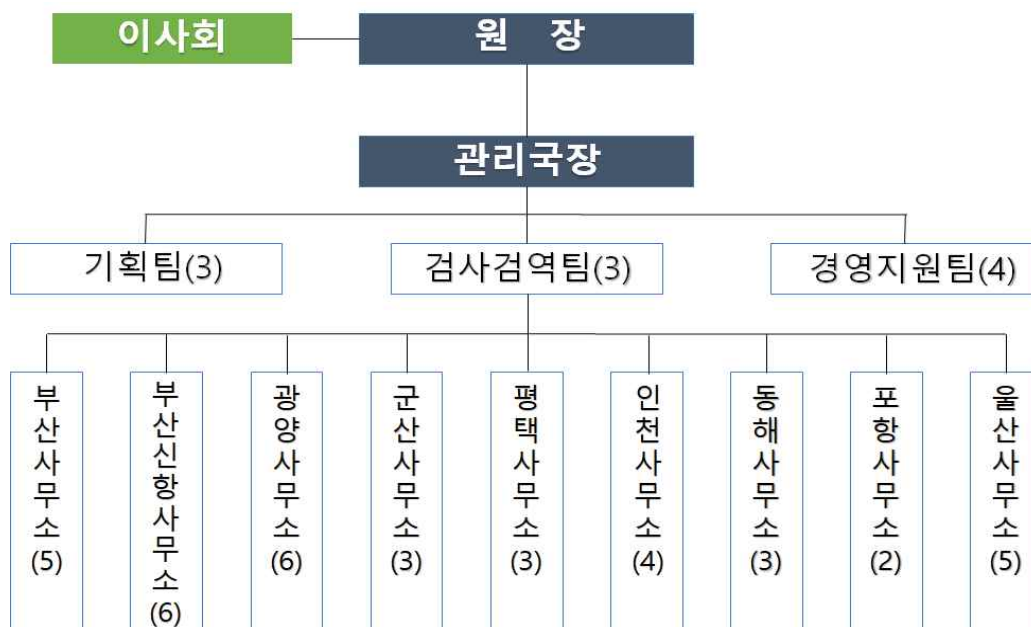 이사회
원 장
관리국장
기획팀(3)
검사검역팀(3)
경영지원팀(4)
부산사무소(5)
부산신항사무소(6)
광양사무소(6)
군산사무소(3)
평택사무소(3)
인천사무소(4)
동해사무소(3)
포항사무소(2)
울산사무소(5)